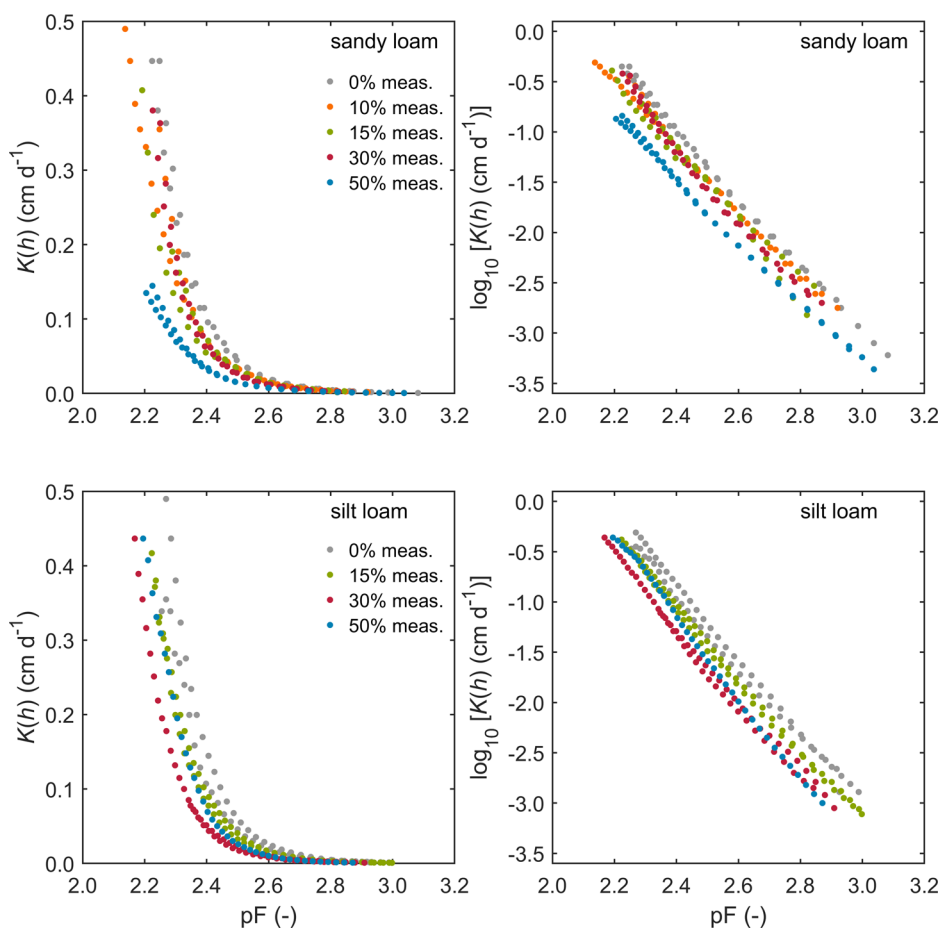 0.5
0.4
0.3
0.2
0.1
0.0
K(h) (cm d⁻¹)
sandy loam
0% meas.
10% meas.
15% meas.
30% meas.
50% meas.
2.0 2.2 2.4 2.6 2.8 3.0 3.2
0.0
-0.5
-1.0
-1.5
-2.0
-2.5
-3.0
-3.5
log₁₀ [K(h) (cm d⁻¹)]
sandy loam
2.0 2.2 2.4 2.6 2.8 3.0 3.2
0.5
0.4
0.3
0.2
0.1
0.0
K(h) (cm d⁻¹)
silt loam
0% meas.
15% meas.
30% meas.
50% meas.
2.0 2.2 2.4 2.6 2.8 3.0 3.2
pF (-)
0.0
-0.5
-1.0
-1.5
-2.0
-2.5
-3.0
-3.5
log₁₀ [K(h) (cm d⁻¹)]
silt loam
2.0 2.2 2.4 2.6 2.8 3.0 3.2
pF (-)